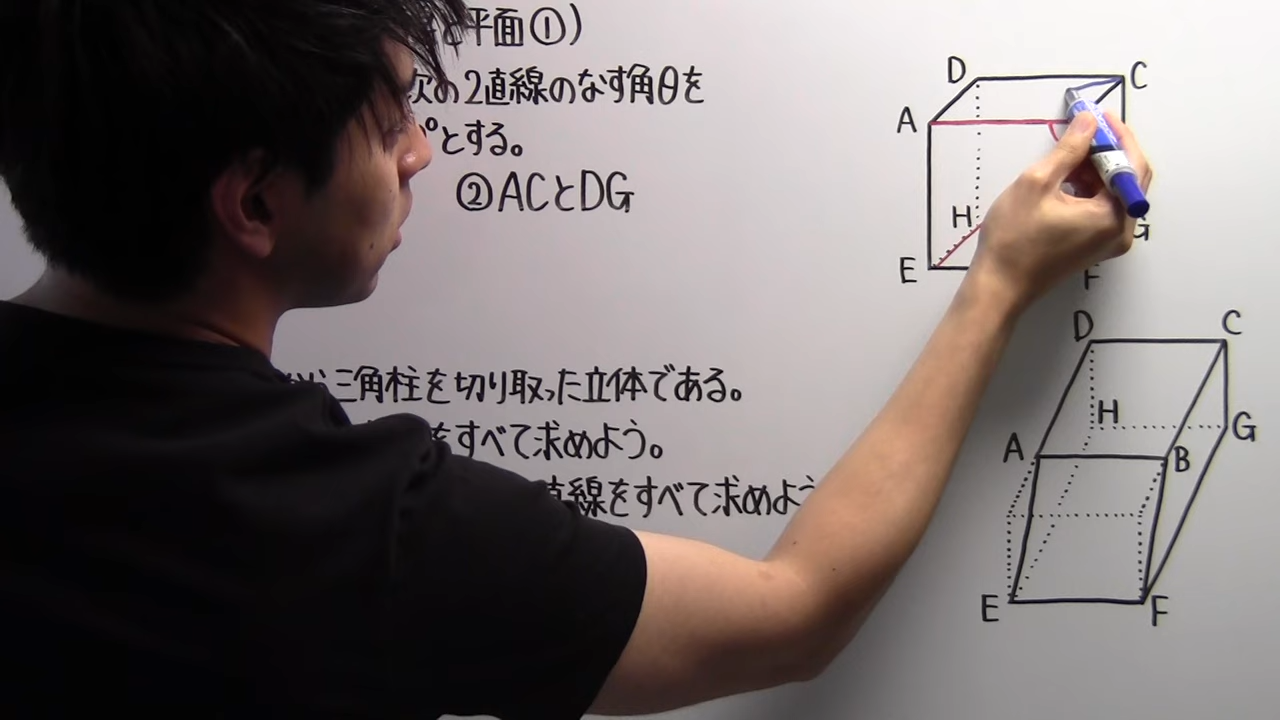 と平面①)
次の2直線のなす角θを
°とする。
②ACとDG
三角柱を切り取った立体である。
をすべて求めよう。
直線をすべて求めよう
D
C
A
H
G
E
F
D
C
H
G
A
B
E
F